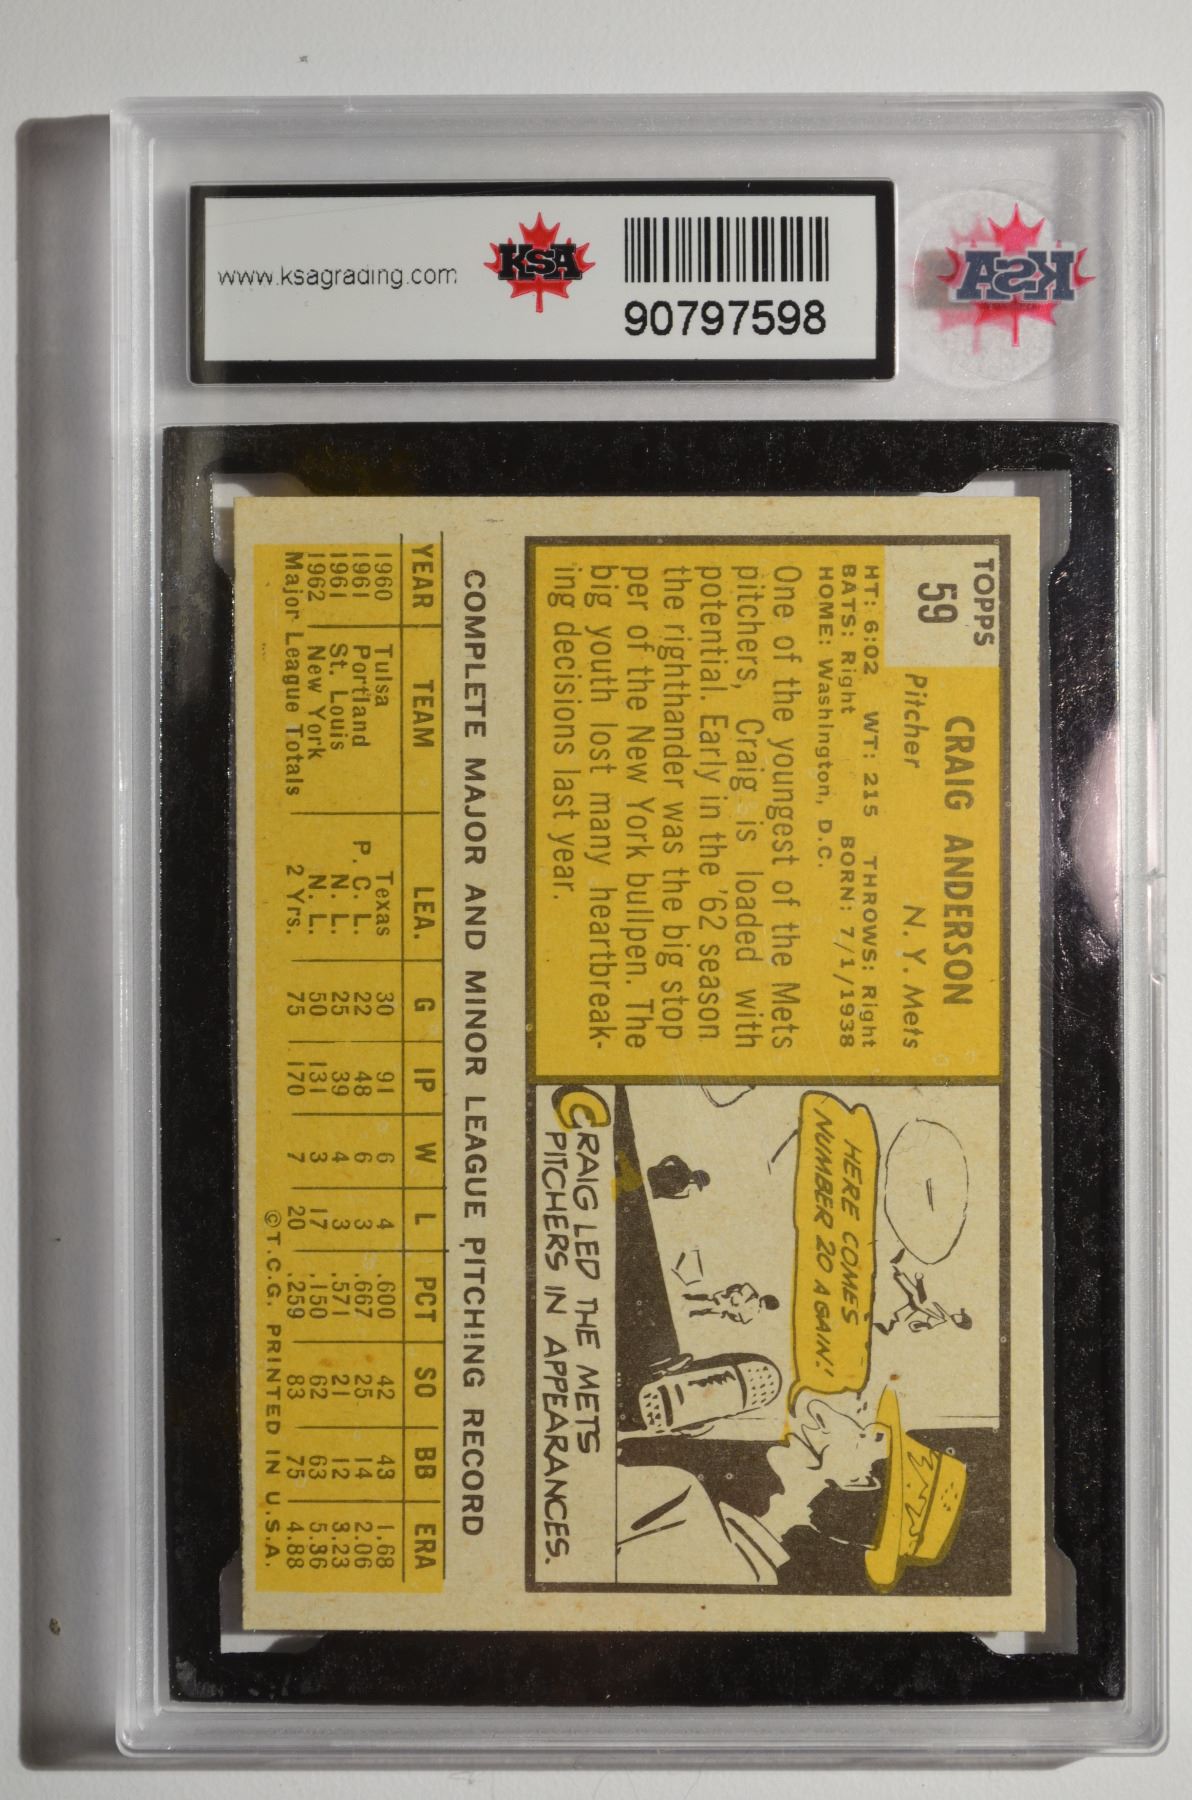 www.ksagrading.com
KSA
90797598
KSA
TOPPS
59
CRAIG ANDERSON
Pitcher N. Y. Mets
HT: 6:02 WT: 215 THROWS: Right
BATS: Right BORN: 7/1/1938
HOME: Washington, D.C.
One of the youngest of the Mets
pitchers, Craig is loaded with
potential. Early in the '62 season
the righthander was the big stop
per of the New York bullpen. The
big youth lost many heartbreak-
ing decisions last year.
HERE COMES
NUMBER 20 AGAIN!
CRAIG LED THE METS
PITCHERS IN APPEARANCES.
COMPLETE MAJOR AND MINOR LEAGUE PITCHING RECORD
YEAR TEAM LEA. G IP W L PCT SO BB ERA
1960 Tulsa Texas 30 91 6 4 .600 42 43 1.68
1961 Portland P. C. L. 22 48 6 3 .667 25 14 2.06
1961 St. Louis N. L. 25 39 4 3 .571 21 12 3.23
1962 New York N. L. 50 131 3 17 .150 62 63 5.36
Major League Totals 2 Yrs. 75 170 7 20 .259 83 75 4.88
©T.C.G. PRINTED IN U.S.A.